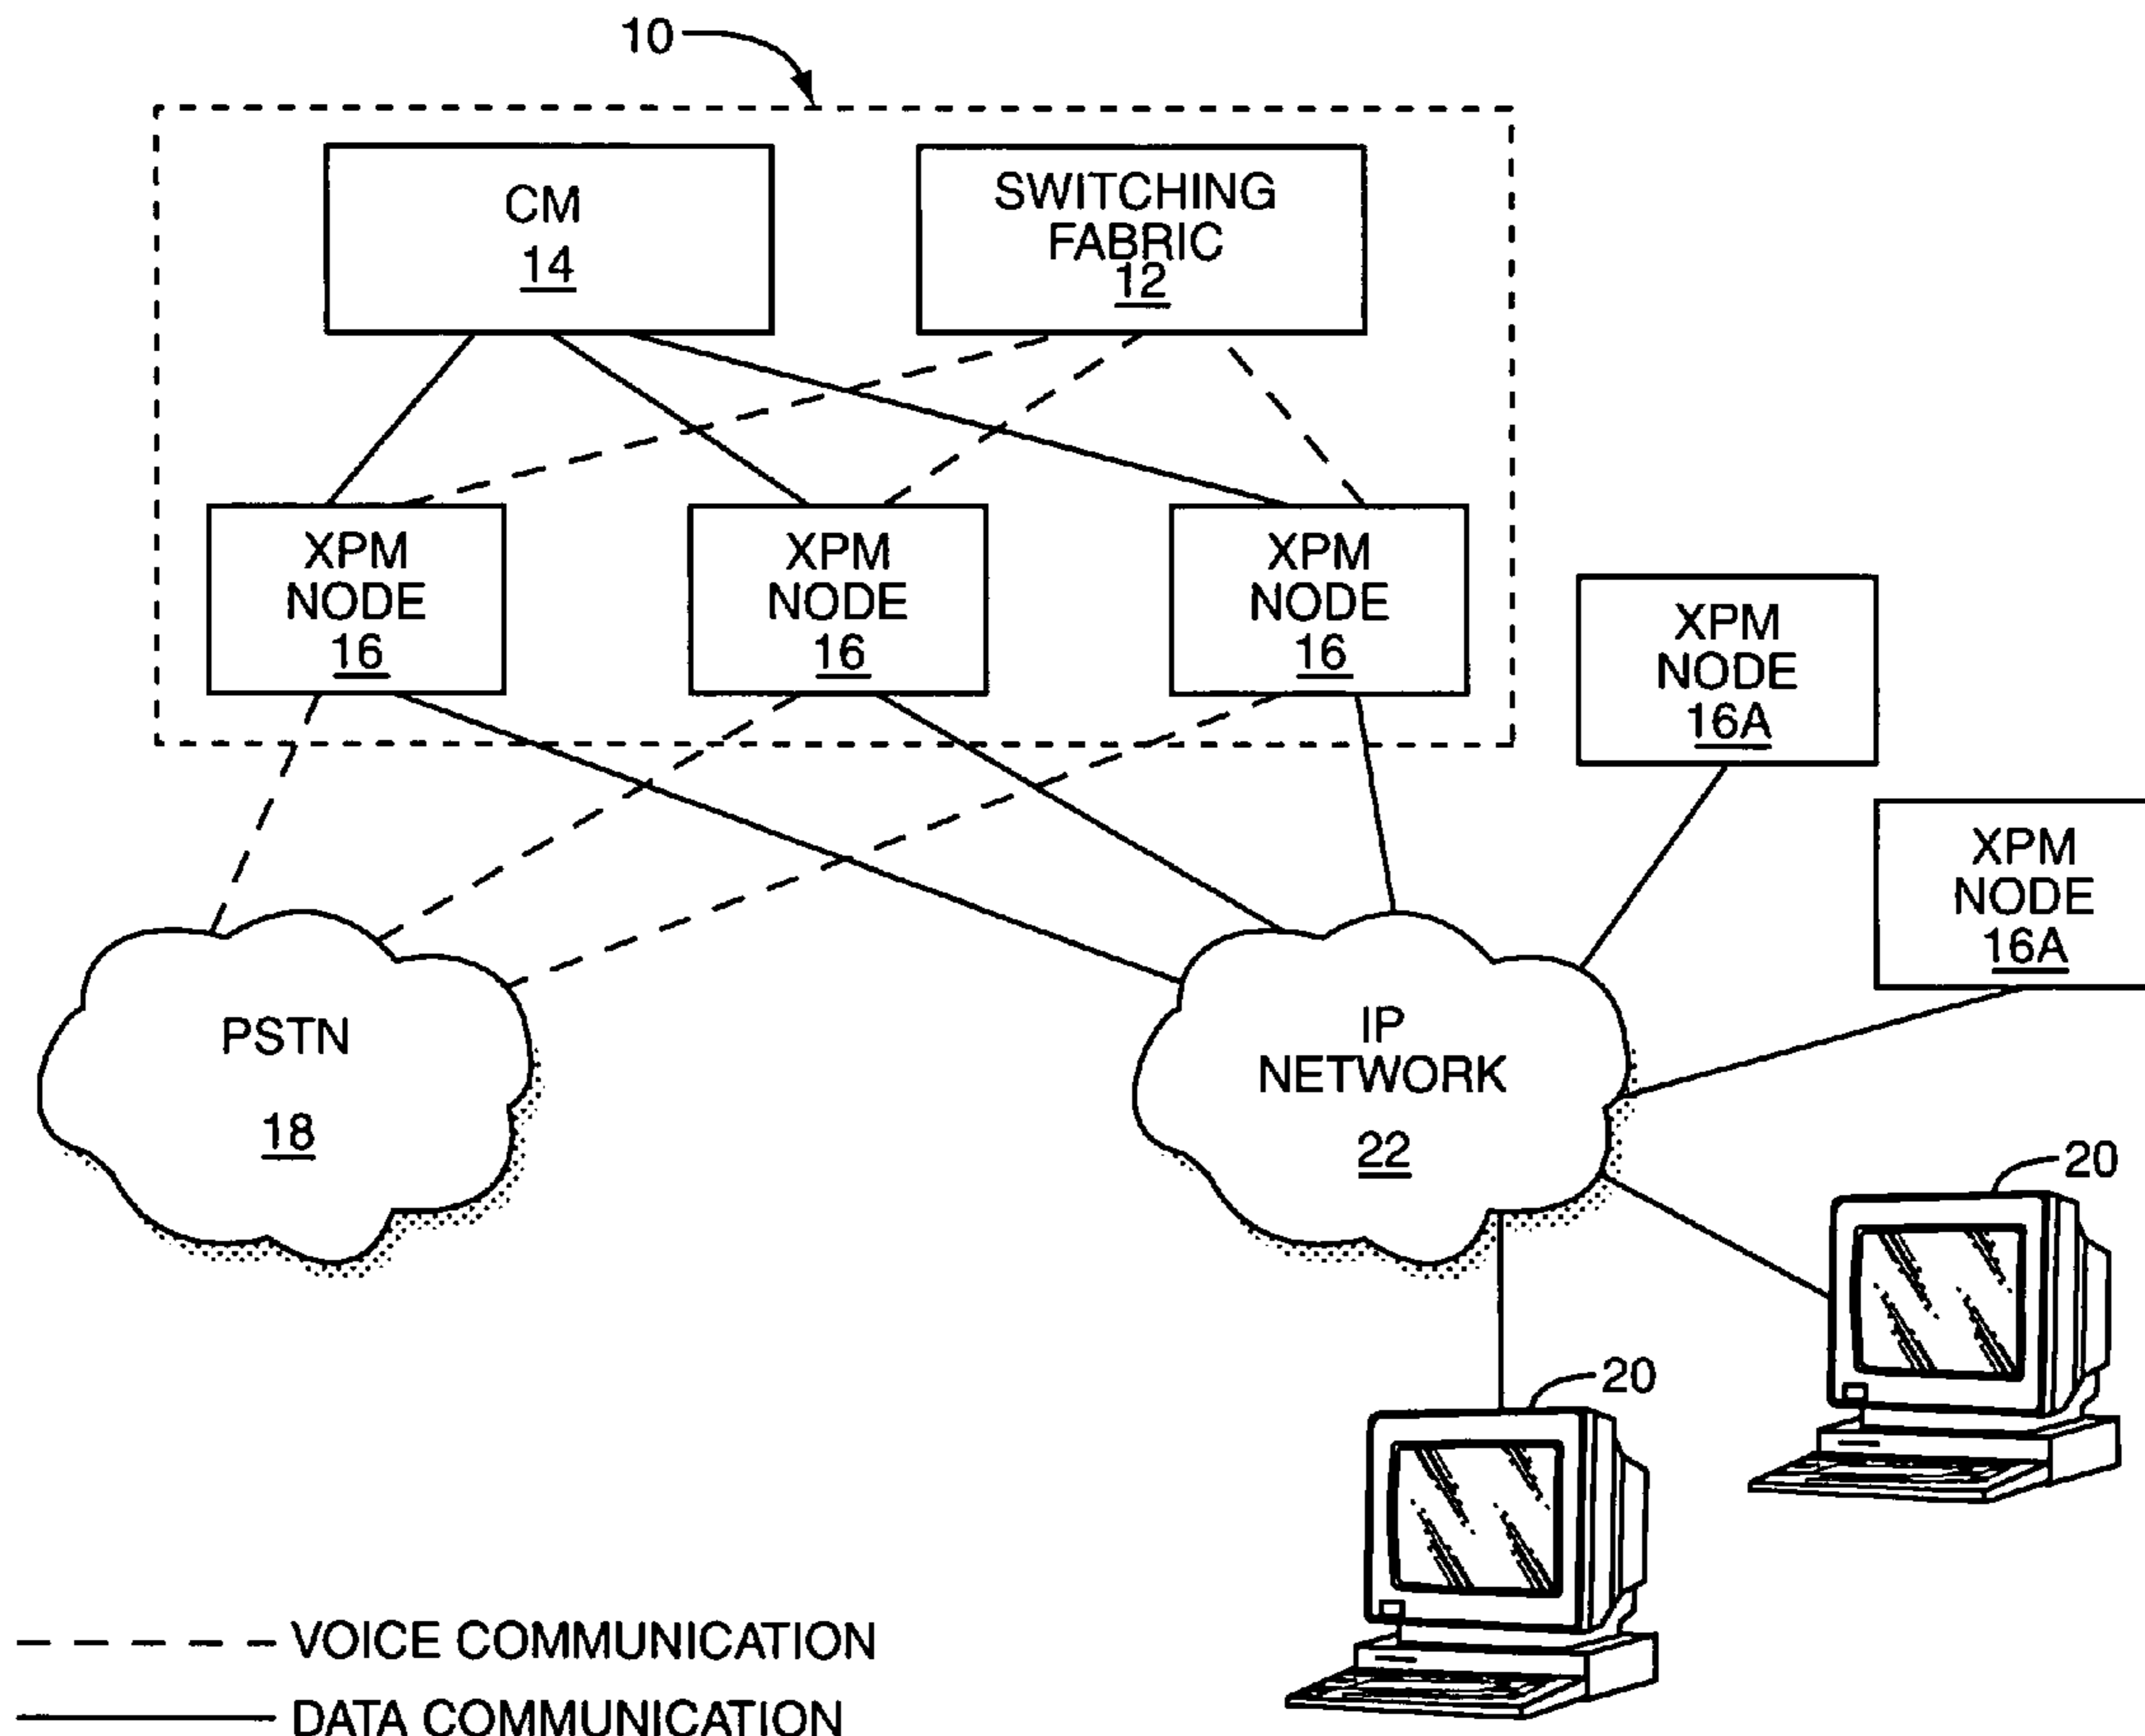 10
CM
14
SWITCHING
FABRIC
12
XPM
NODE
16
XPM
NODE
16
XPM
NODE
16
XPM
NODE
16A
XPM
NODE
16A
PSTN
18
IP
NETWORK
22
20
20
VOICE COMMUNICATION
DATA COMMUNICATION